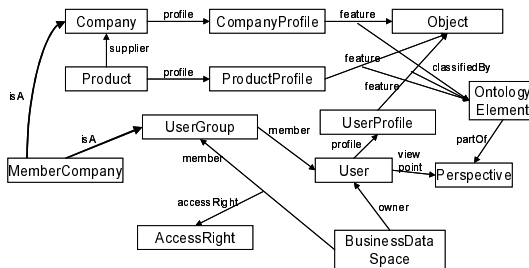 Company
profile
CompanyProfile
feature
Object
supplier
feature
classifiedBy
Product
profile
ProductProfile
feature
Ontology
Element
isA
isA
UserGroup
member
UserProfile
profile
partOf
member
MemberCompany
User
view
point
Perspective
accessRight
owner
AccessRight
BusinessData
Space